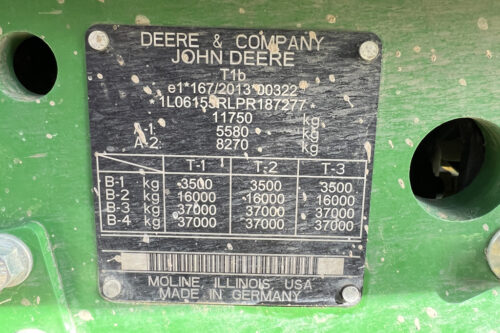 DEERE & COMPANY
JOHN DEERE
T1b
e1*167/2013*00322*
*1L06155RLPR187277*
11750 kg
A-1: 5580 kg
A-2: 8270 kg
T-1 T-2 T-3
B-1 kg 3500 3500 3500
B-2 kg 16000 16000 16000
B-3 kg 37000 37000 37000
B-4 kg 37000 37000 37000
MOLINE, ILLINOIS, USA
MADE IN GERMANY